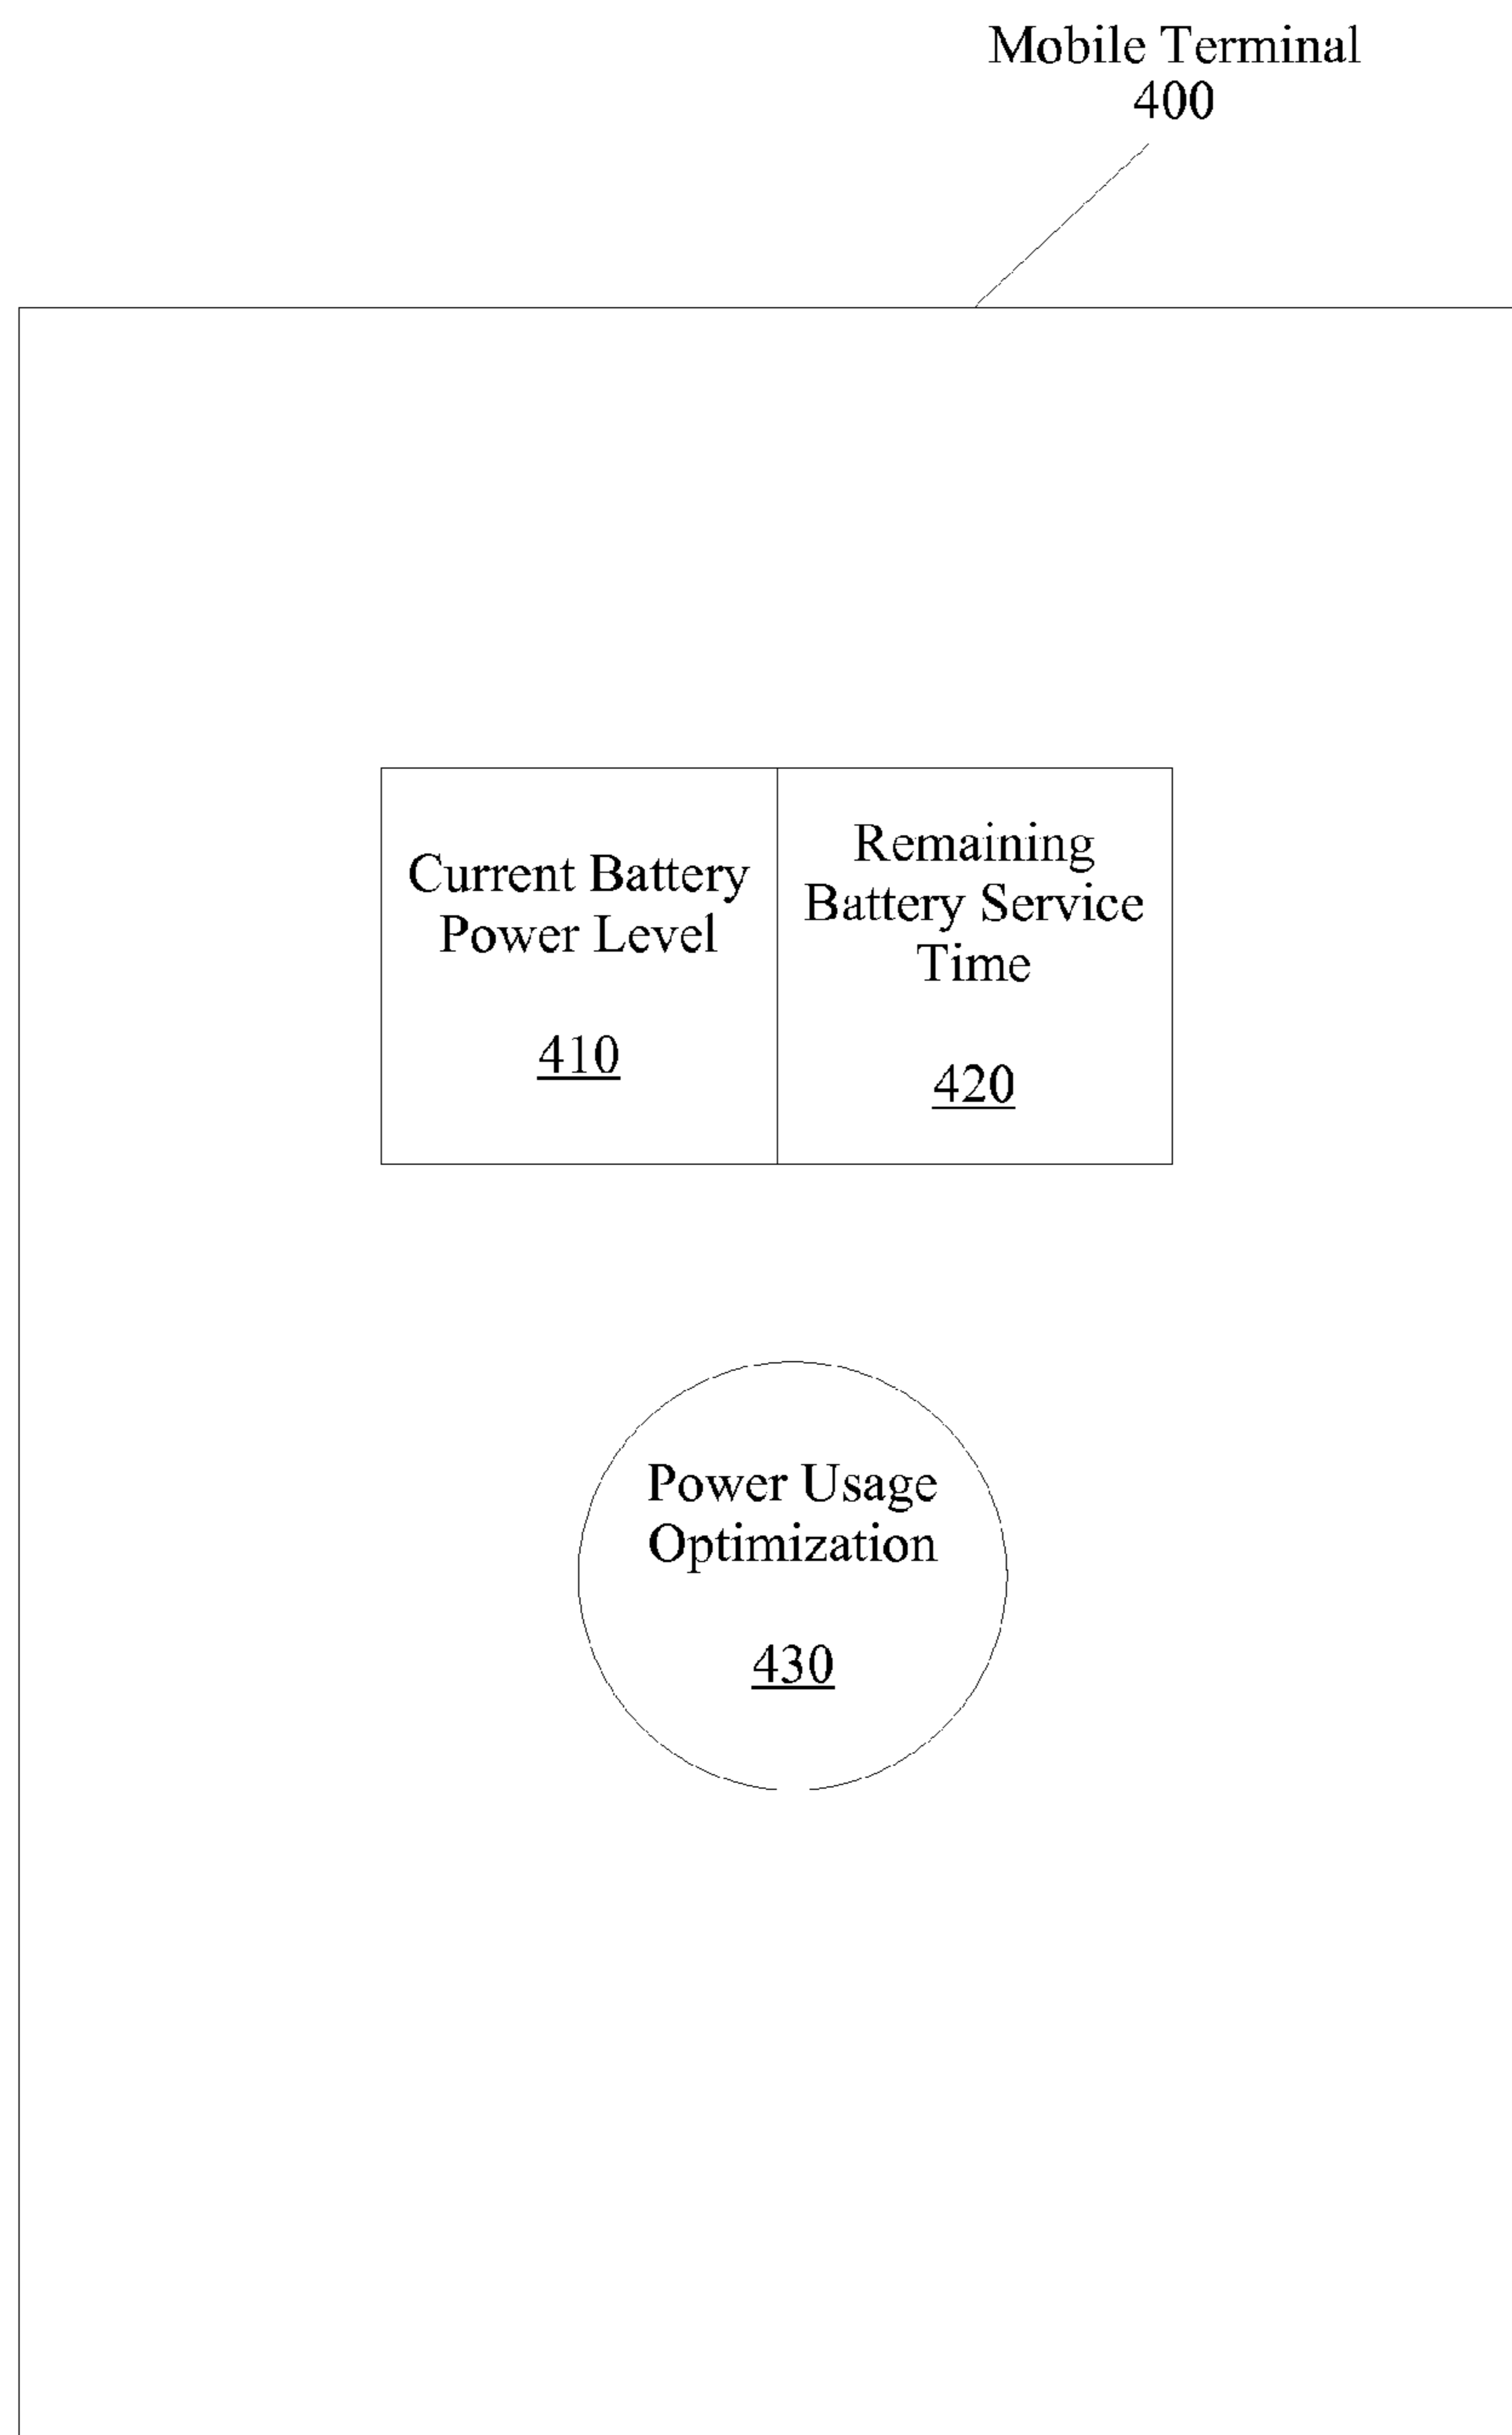 Mobile Terminal
400
Current Battery
Power Level
410
Remaining
Battery Service
Time
420
Power Usage
Optimization
430